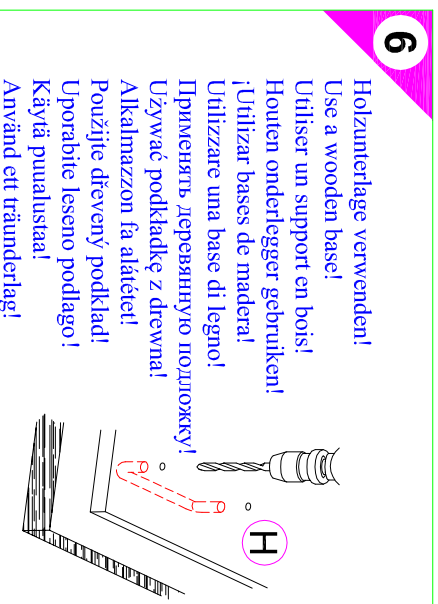 6
Holzunterlage verwenden!
Use a wooden base!
Utiliser un support en bois!
Houten onderlegger gebruiken!
¡Utilizar bases de madera!
Utilizzare una base di legno!
Применять деревянную подложку!
Używać podkładkę z drewna!
Alkalmazzon fa alátétet!
Použijte dřevený podklad!
Uporabite leseno podlago!
Käytä puualustaa!
Använd ett träunderlag!
H